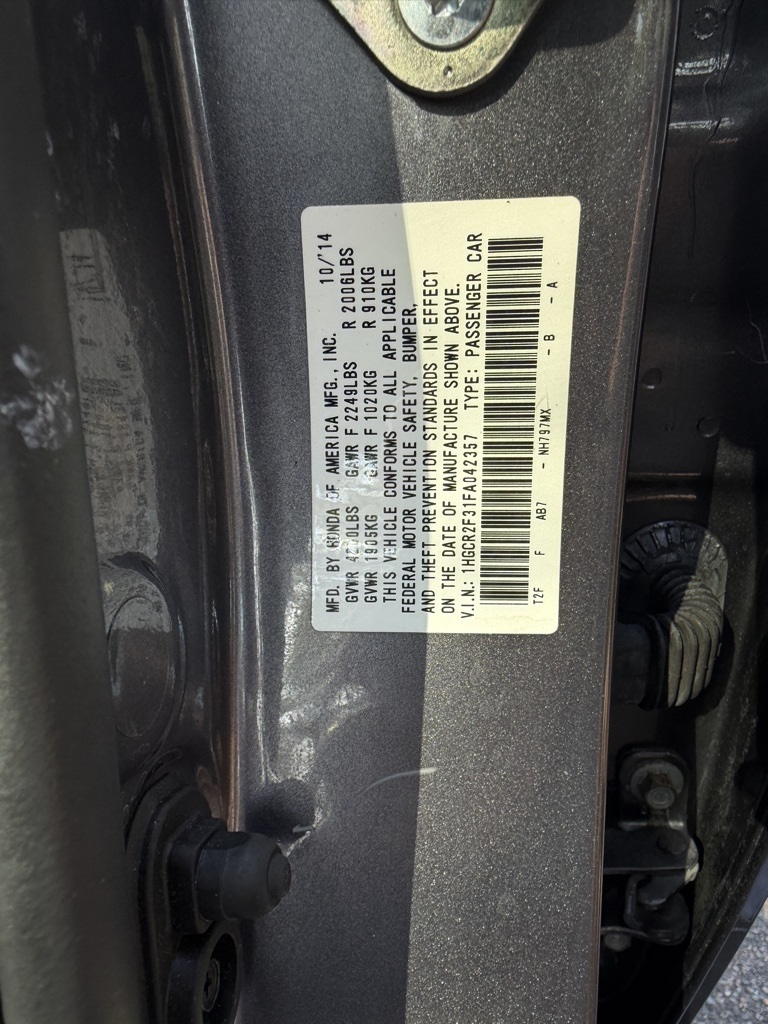 MFD. BY HONDA OF AMERICA MFG., INC. 10/'14
GVWR LBS GAWR F 2249LBS R 2006LBS
GVWR 1905KG GAWR F 1020KG R 910KG
THIS VEHICLE CONFORMS TO ALL APPLICABLE
FEDERAL MOTOR VEHICLE SAFETY, BUMPER,
AND THEFT PREVENTION STANDARDS IN EFFECT
ON THE DATE OF MANUFACTURE SHOWN ABOVE.
V.I.N.: 1HGCR2F31FA042357 TYPE: PASSENGER CAR
T2F F AB7 - NH797MX - B - A